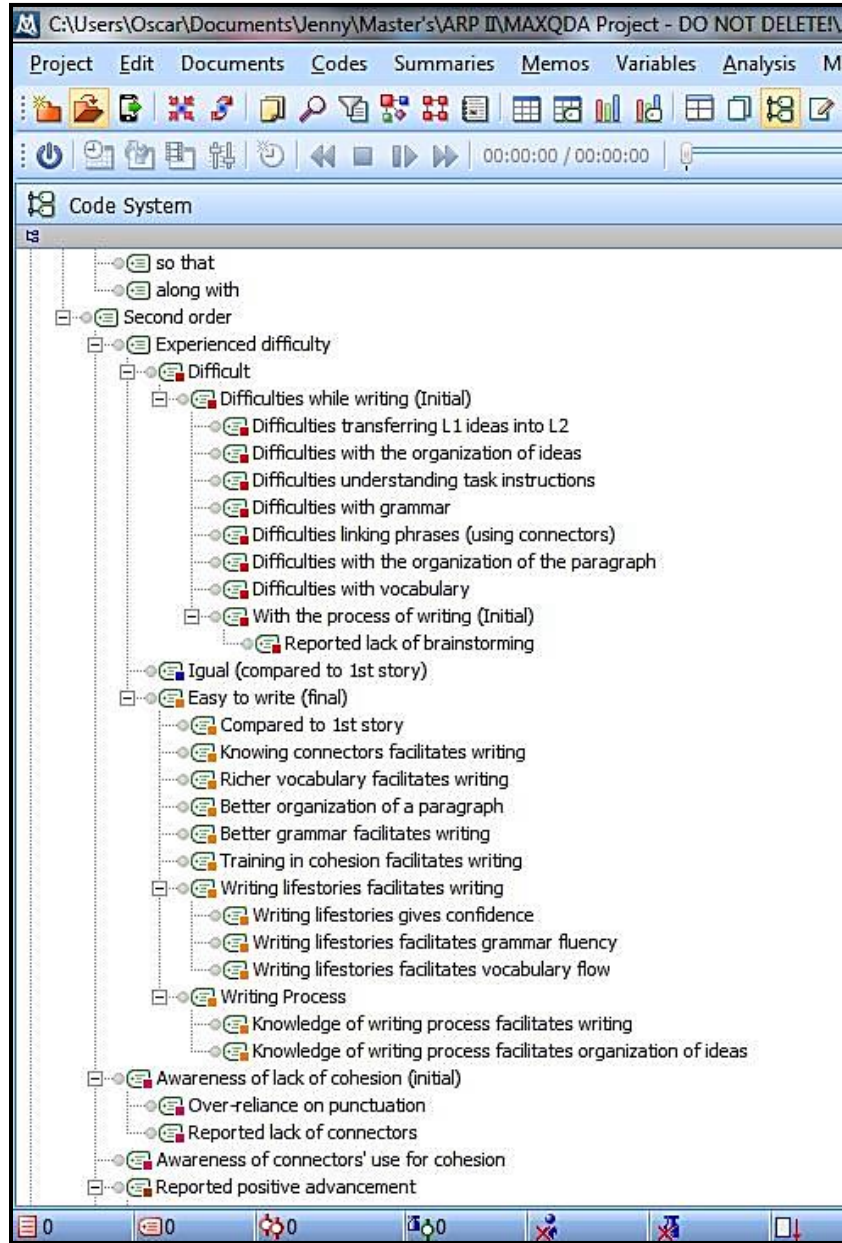 C:\Users\Oscar\Documents\Jenny\Master's\ARP II\MAXQDA Project - DO NOT DELETE!\
Project Edit Documents Codes Summaries Memos Variables Analysis M
00:00:00 / 00:00:00
Code System
so that
along with
Second order
Experienced difficulty
Difficult
Difficulties while writing (Initial)
Difficulties transferring L1 ideas into L2
Difficulties with the organization of ideas
Difficulties understanding task instructions
Difficulties with grammar
Difficulties linking phrases (using connectors)
Difficulties with the organization of the paragraph
Difficulties with vocabulary
With the process of writing (Initial)
Reported lack of brainstorming
Igual (compared to 1st story)
Easy to write (final)
Compared to 1st story
Knowing connectors facilitates writing
Richer vocabulary facilitates writing
Better organization of a paragraph
Better grammar facilitates writing
Training in cohesion facilitates writing
Writing lifestories facilitates writing
Writing lifestories gives confidence
Writing lifestories facilitates grammar fluency
Writing lifestories facilitates vocabulary flow
Writing Process
Knowledge of writing process facilitates writing
Knowledge of writing process facilitates organization of ideas
Awareness of lack of cohesion (initial)
Over-reliance on punctuation
Reported lack of connectors
Awareness of connectors' use for cohesion
Reported positive advancement
0 0 0 0